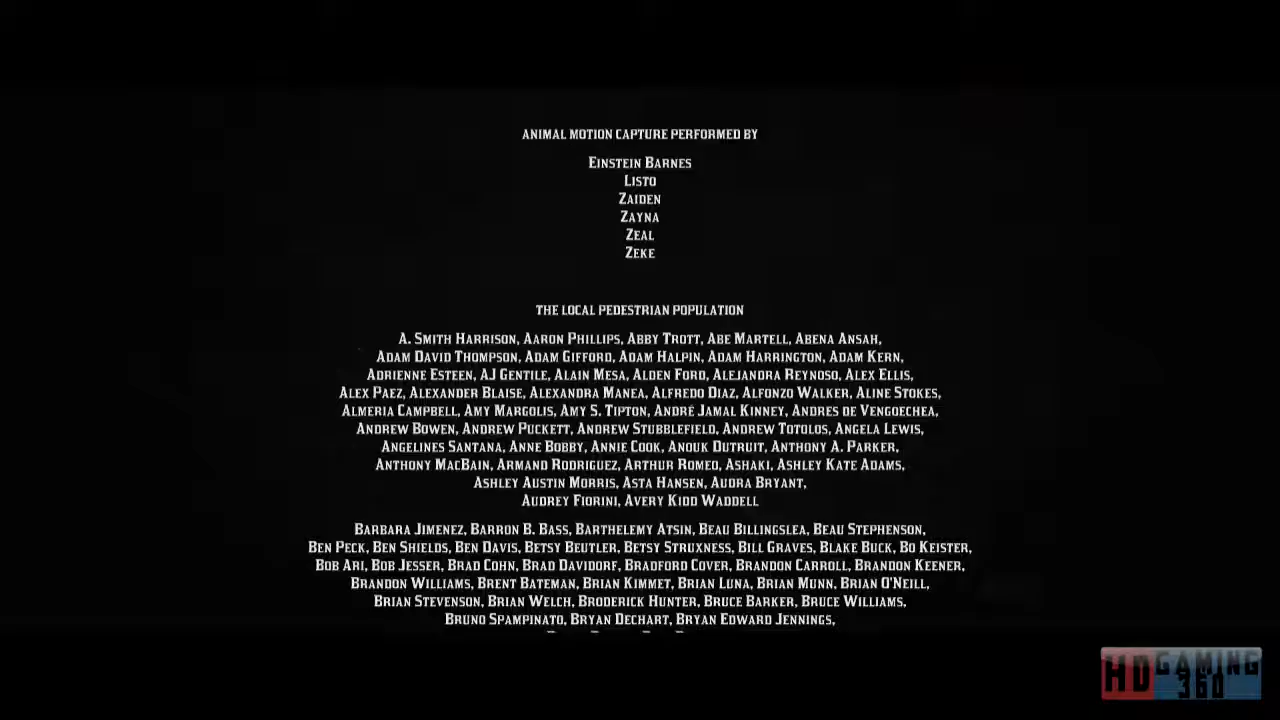 ANIMAL MOTION CAPTURE PERFORMED BY
EINSTEIN BARNES
LISTO
ZAIDEN
ZAYNA
ZEAL
ZEKE
THE LOCAL PEDESTRIAN POPULATION
A. SMITH HARRISON, AARON PHILLIPS, ABBY TROTT, ABE MARTELL, ABENA ANSAH,
ADAM DAVID THOMPSON, ADAM GIFFORD, ADAM HALPIN, ADAM HARRINGTON, ADAM KERN,
ADRIENNE ESTEEN, AJ GENTILE, ALAIN MESA, ALDEN FORD, ALEJANDRA REYNOSO, ALEX ELLIS,
ALEX PAEZ, ALEXANDER BLAISE, ALEXANDRA MANEA, ALFREDO DIAZ, ALFONZO WALKER, ALINE STOKES,
ALMERIA CAMPBELL, AMY MARGOLIS, AMY S. TIPTON, ANDRÉ JAMAL KINNEY, ANDRES DE VENGOECHEA,
ANDREW BOWEN, ANDREW PUCKETT, ANDREW STUBBLEFIELD, ANDREW TOTOLOS, ANGELA LEWIS,
ANGELINES SANTANA, ANNE BOBBY, ANNIE COOK, ANOUK DUTRUIT, ANTHONY A. PARKER,
ANTHONY MACBAIN, ARMAND RODRIGUEZ, ARTHUR ROMEO, ASHAKI, ASHLEY KATE ADAMS,
ASHLEY AUSTIN MORRIS, ASTA HANSEN, AUDRA BRYANT,
AUDREY FIORINI, AVERY KIDD WADDELL
BARBARA JIMENEZ, BARRON B. BASS, BARTHELEMY ATSIN, BEAU BILLINGSLEA, BEAU STEPHENSON,
BEN PECK, BEN SHIELDS, BEN DAVIS, BETSY BEUTLER, BETSY STRUXNESS, BILL GRAVES, BLAKE BUCK, BO KEISTER,
BOB ARI, BOB JESSER, BRAD COHN, BRAD DAVIDORF, BRADFORD COVER, BRANDON CARROLL, BRANDON KEENER,
BRANDON WILLIAMS, BRENT BATEMAN, BRIAN KIMMET, BRIAN LUNA, BRIAN MUNN, BRIAN O'NEILL,
BRIAN STEVENSON, BRIAN WELCH, BRODERICK HUNTER, BRUCE BARKER, BRUCE WILLIAMS,
BRUNO SPAMPINATO, BRYAN DECHART, BRYAN EDWARD JENNINGS,
HD GAMING
360